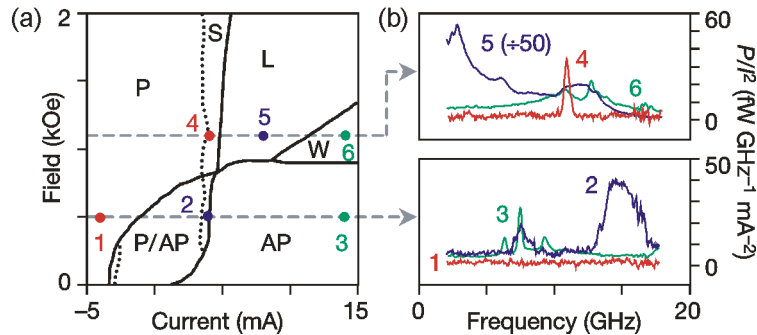 (a)
(b)
2
S
L
P
4
5
W
6
2
1
P/AP
AP
3
0
−5
5
15
Current (mA)
Field (kOe)
5 (÷50)
4
6
60
0
2
3
1
50
0
0
20
Frequency (GHz)
P/I² (fW GHz⁻¹ mA⁻²)